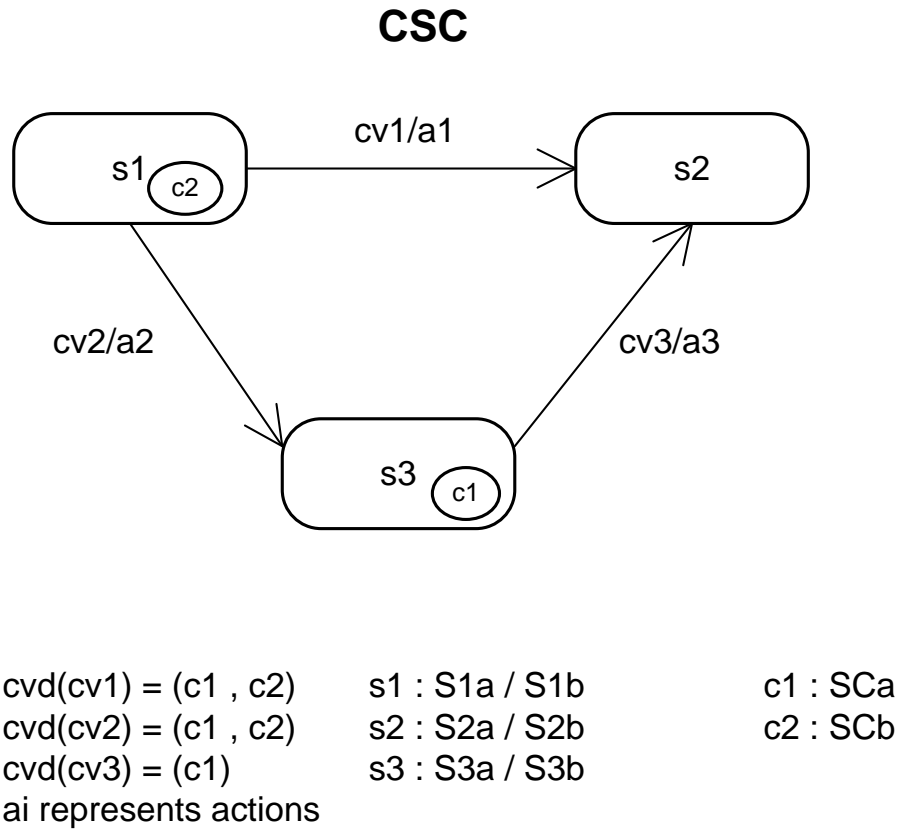 CSC
cv1/a1
s1
c2
s2
cv2/a2
cv3/a3
s3
c1
cvd(cv1) = (c1 , c2) s1 : S1a / S1b c1 : SCa
cvd(cv2) = (c1 , c2) s2 : S2a / S2b c2 : SCb
cvd(cv3) = (c1) s3 : S3a / S3b
ai represents actions